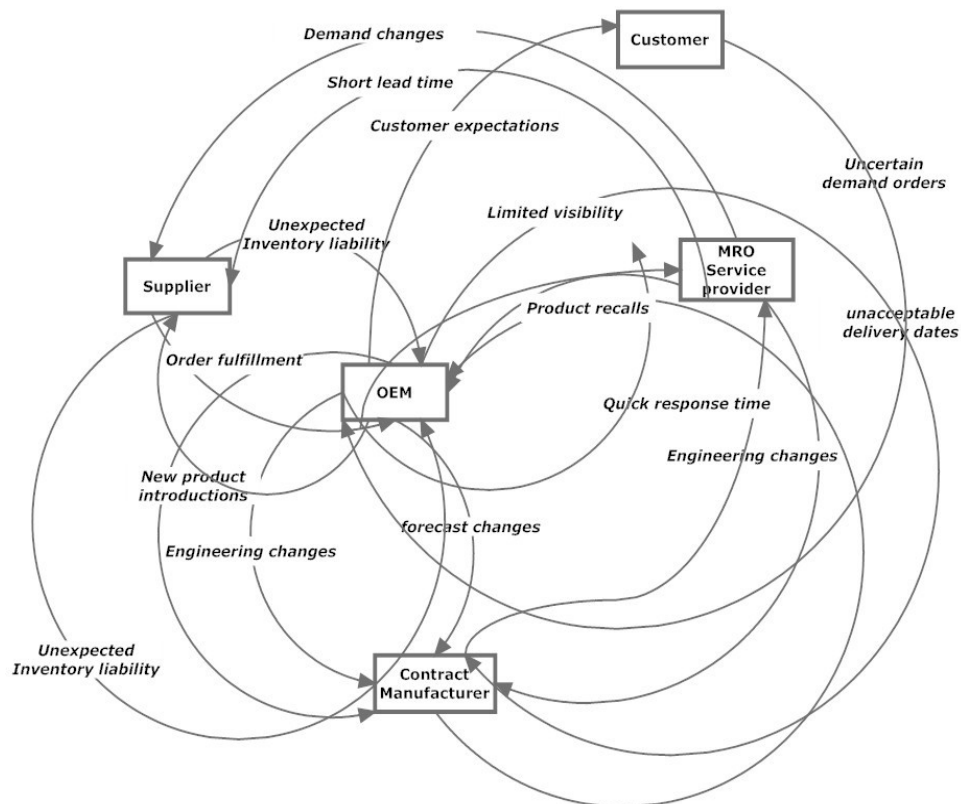 Demand changes
Customer
Short lead time
Customer expectations
Uncertain
demand orders
Unexpected
Inventory liability
Limited visibility
MRO
Service
provider
Supplier
Product recalls
unacceptable
delivery dates
Order fulfillment
OEM
Quick response time
Engineering changes
New product
introductions
forecast changes
Engineering changes
Unexpected
Inventory liability
Contract
Manufacturer